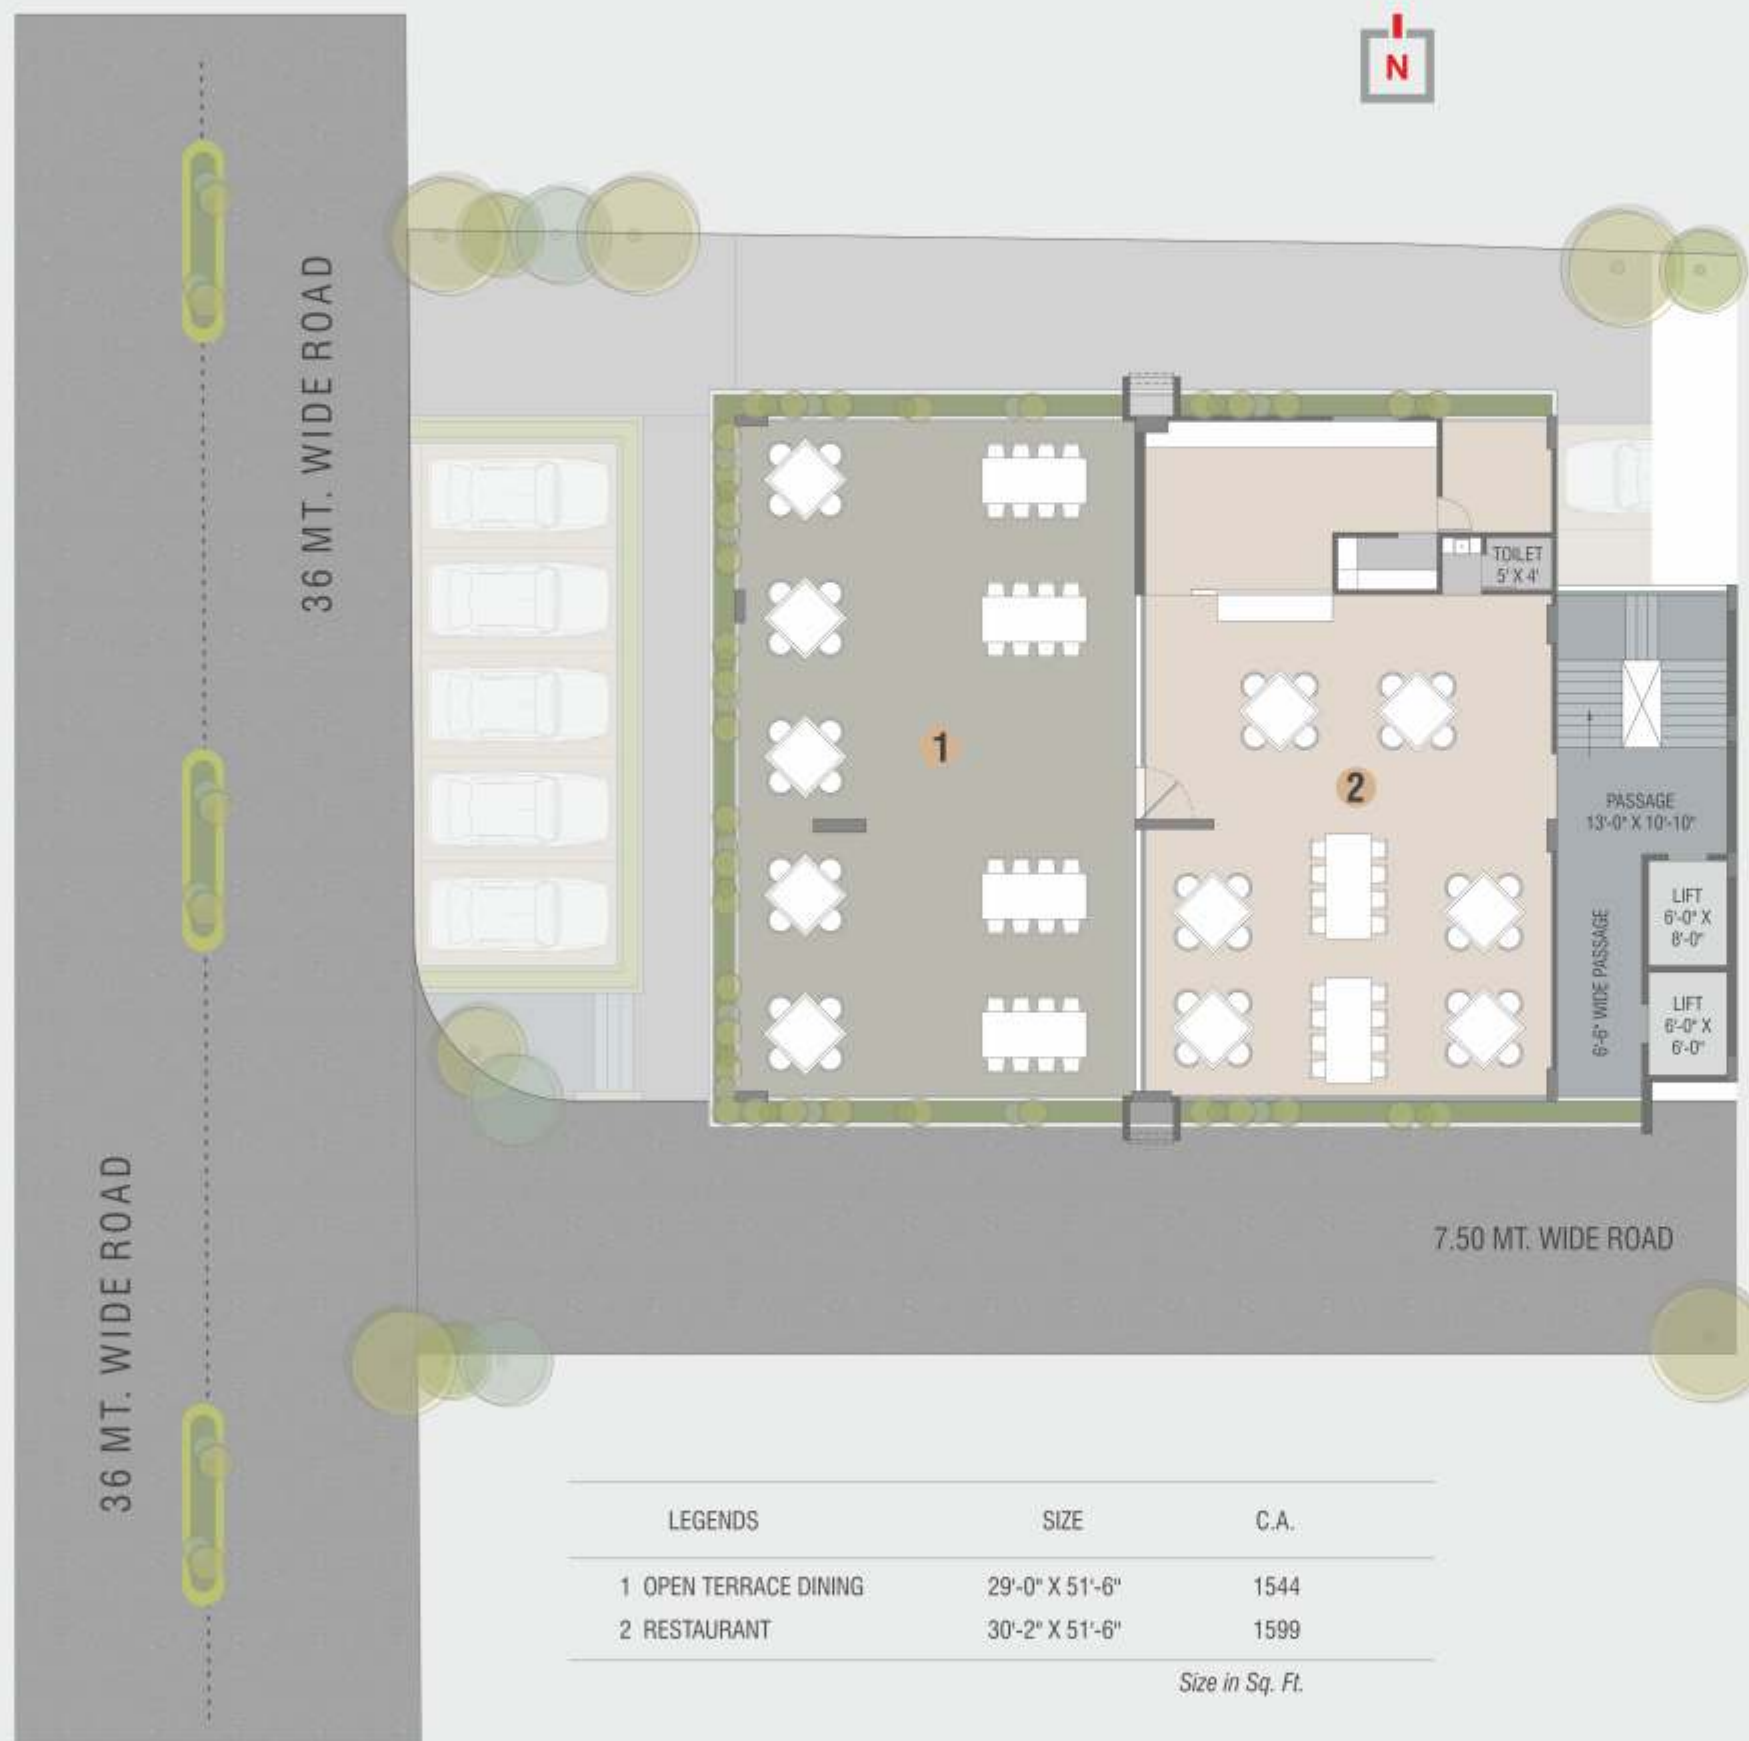 N
36 MT. WIDE ROAD
TOILET
5' X 4'
1
2
PASSAGE
13'-0" X 10'-10"
LIFT
6'-0" X
8'-0"
6'-6" WIDE PASSAGE
LIFT
6'-0" X
6'-0"
36 MT. WIDE ROAD
7.50 MT. WIDE ROAD
LEGENDS SIZE C.A.
1 OPEN TERRACE DINING 29'-0" X 51'-6" 1544
2 RESTAURANT 30'-2" X 51'-6" 1599
Size in Sq. Ft.